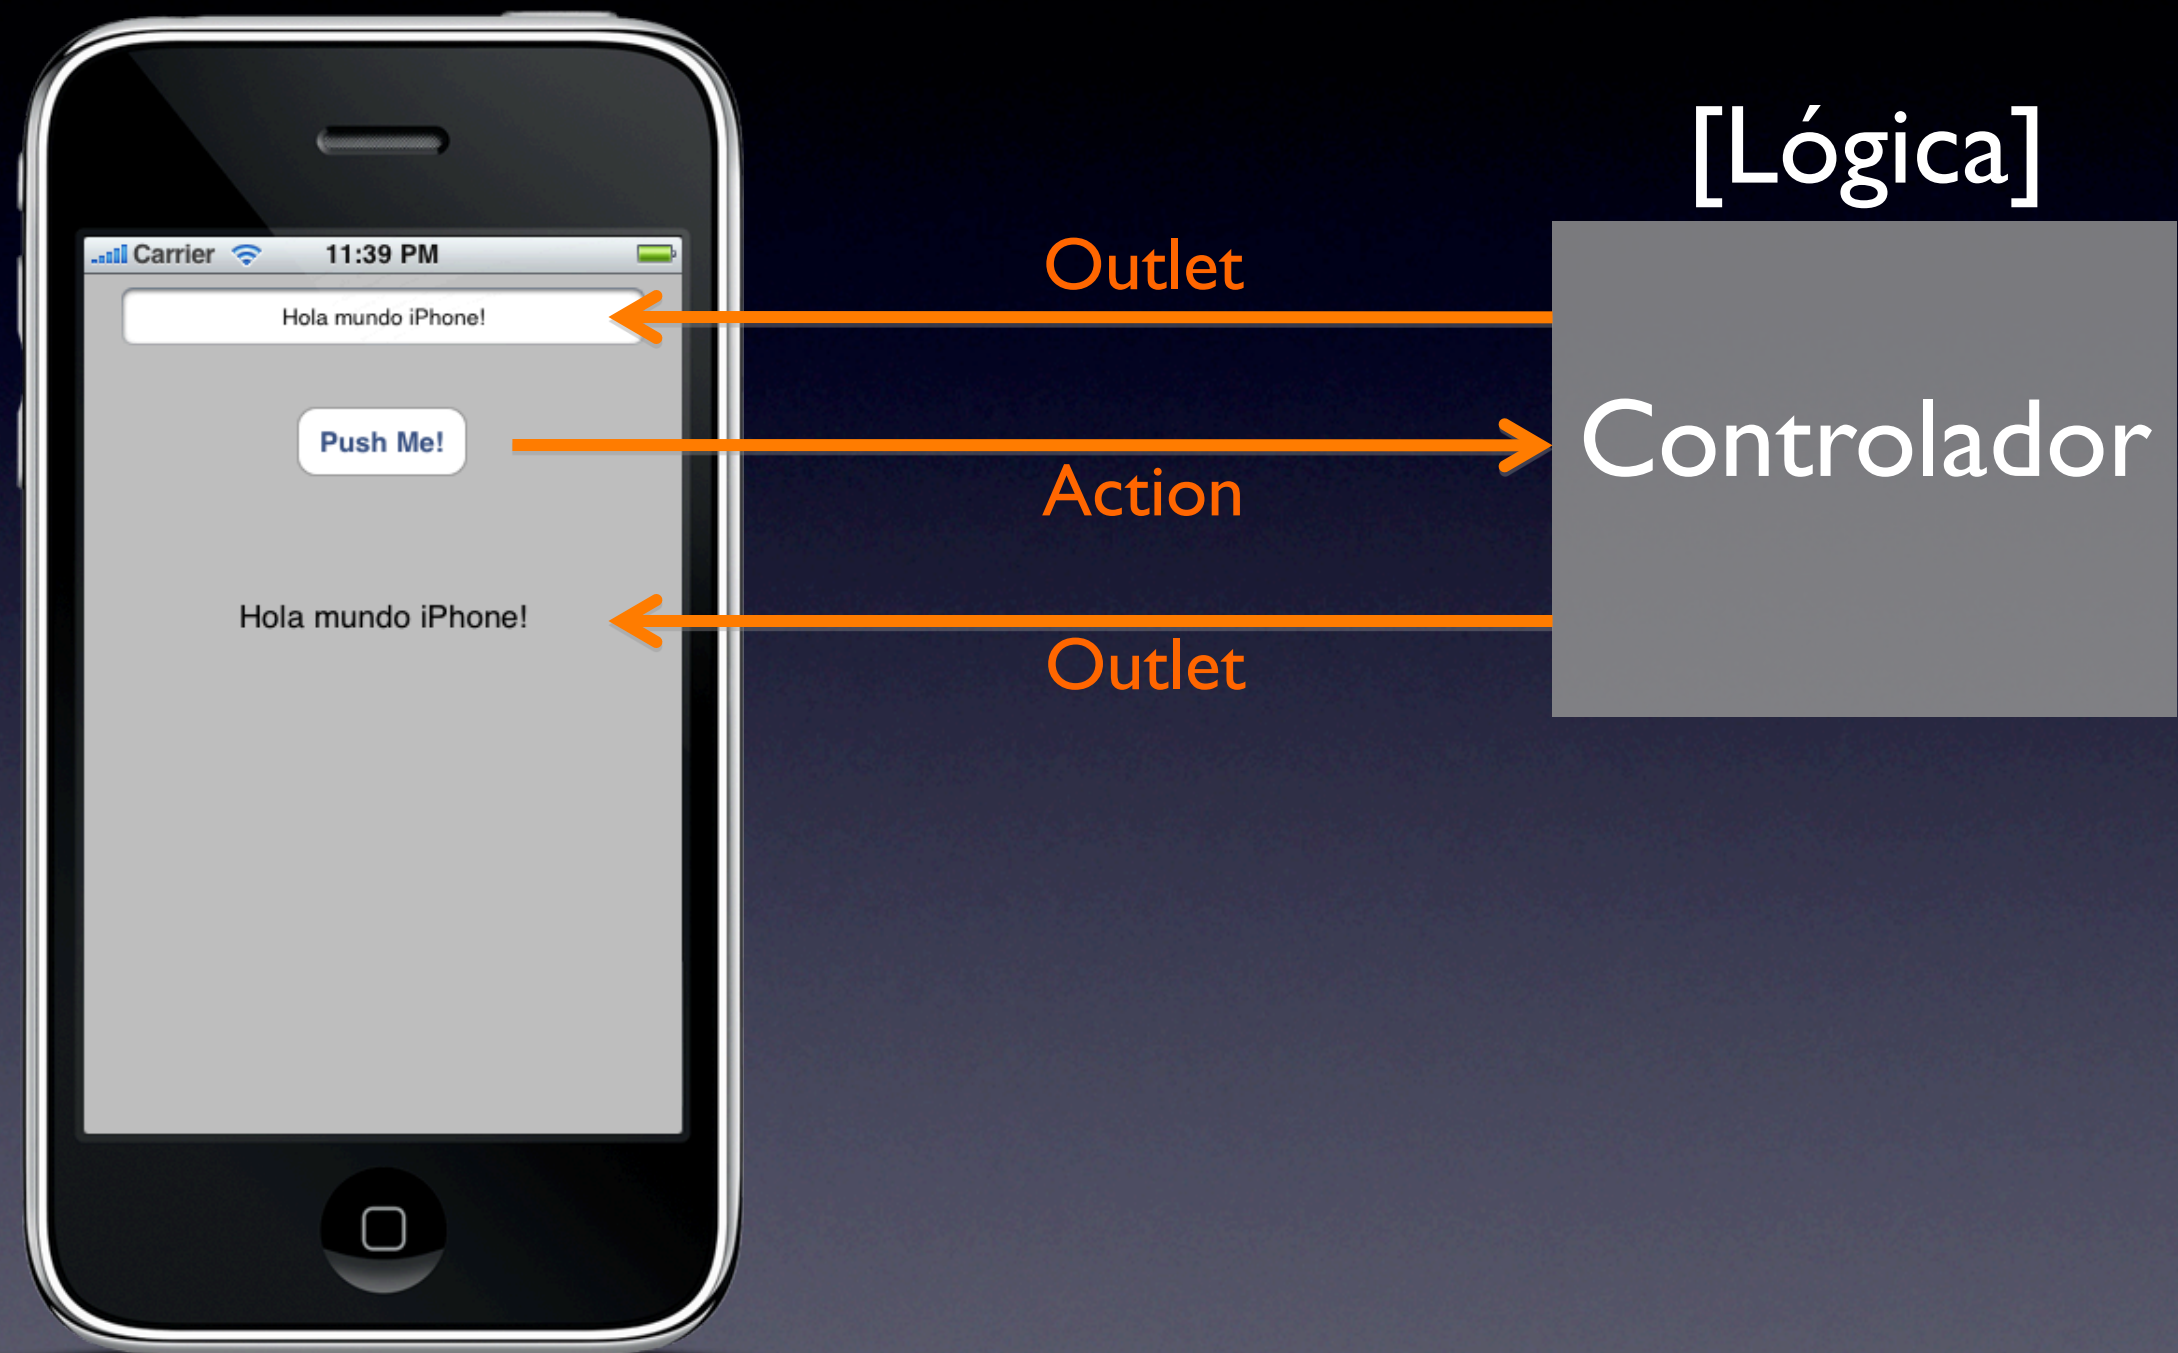 [Lógica]
Carrier 11:39 PM
Outlet
Hola mundo iPhone!
Push Me!
Controlador
Action
Hola mundo iPhone!
Outlet